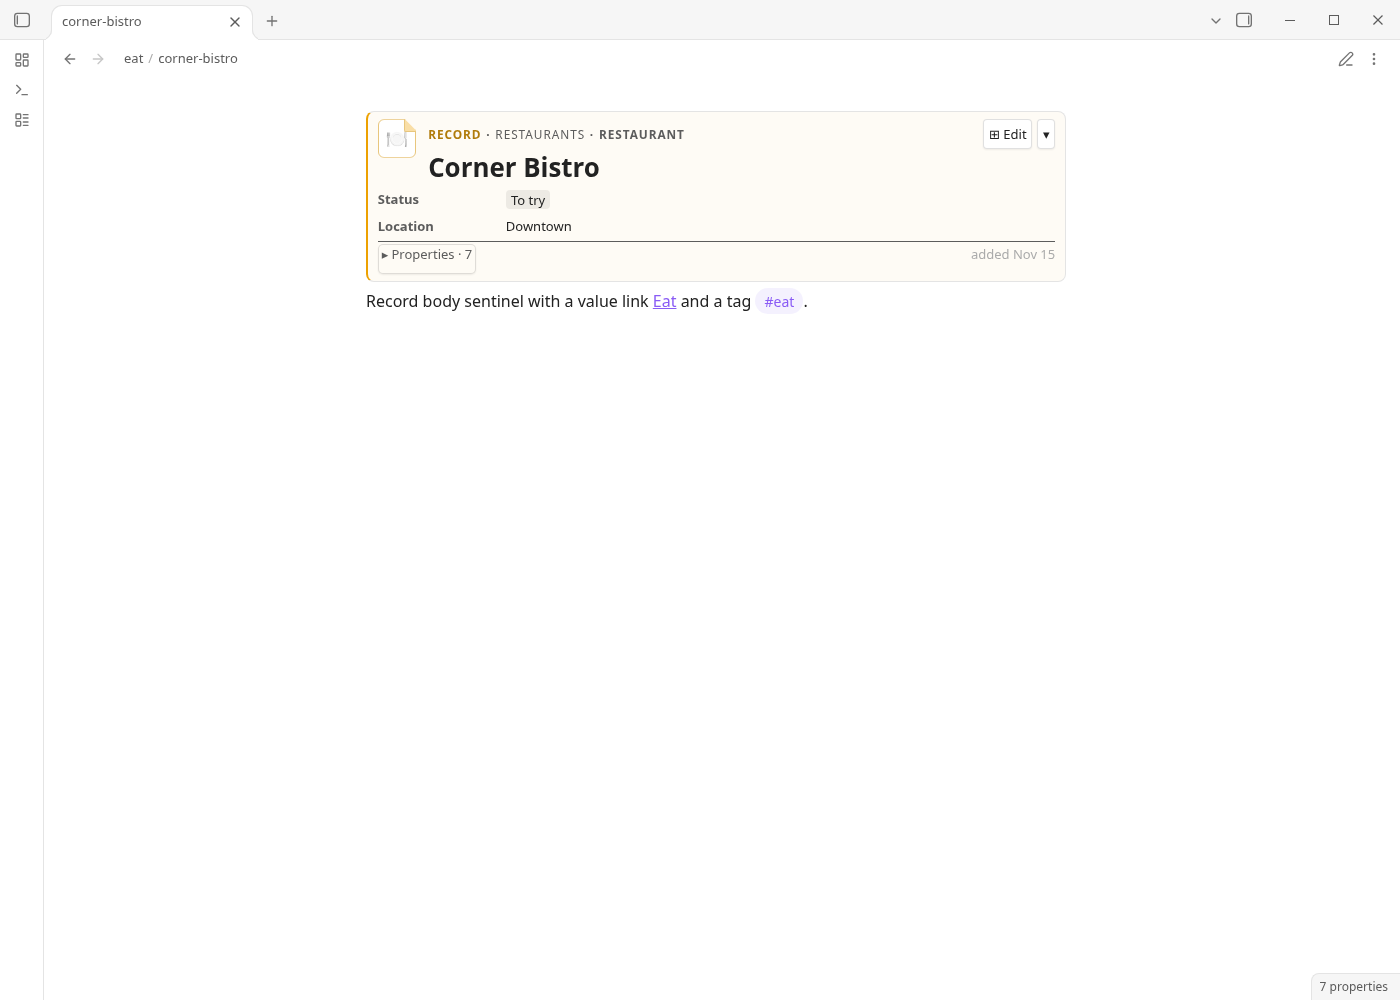 corner-bistro
eat / corner-bistro
RECORD · RESTAURANTS · RESTAURANT
Edit
Corner Bistro
Status To try
Location Downtown
▸ Properties · 7 added Nov 15
Record body sentinel with a value link Eat and a tag #eat .
7 properties